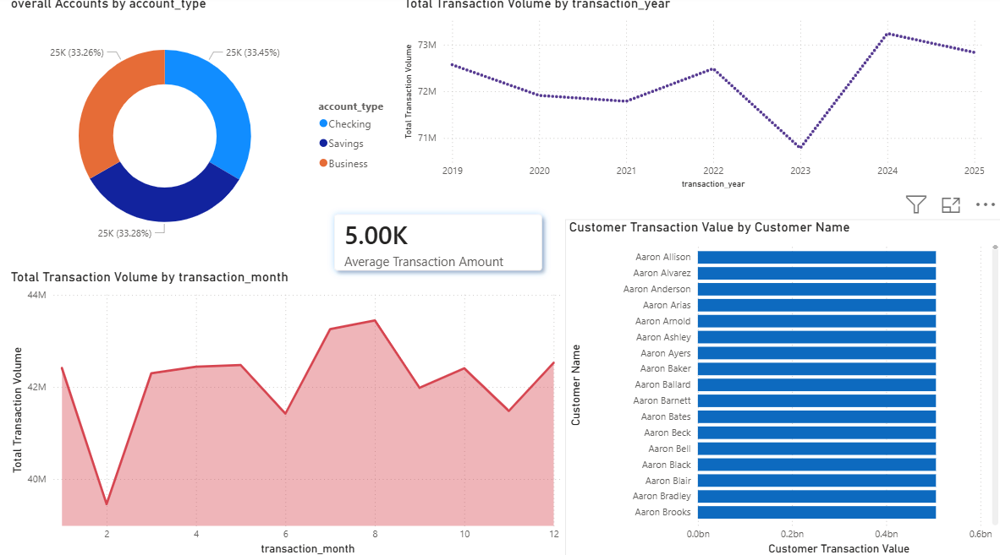 overall Accounts by account_type
25K (33.26%)
25K (33.45%)
25K (33.28%)
account_type
Checking
Savings
Business
Total Transaction Volume by transaction_year
Total Transaction Volume
73M
72M
71M
2019 2020 2021 2022 2023 2024 2025
transaction_year
5.00K
Average Transaction Amount
Total Transaction Volume by transaction_month
Total Transaction Volume
44M
42M
40M
2 4 6 8 10 12
transaction_month
Customer Transaction Value by Customer Name
Customer Name
Aaron Allison
Aaron Alvarez
Aaron Anderson
Aaron Arias
Aaron Arnold
Aaron Ashley
Aaron Ayers
Aaron Baker
Aaron Ballard
Aaron Barnett
Aaron Bates
Aaron Beck
Aaron Bell
Aaron Black
Aaron Blair
Aaron Bradley
Aaron Brooks
0.0bn 0.2bn 0.4bn 0.6bn
Customer Transaction Value